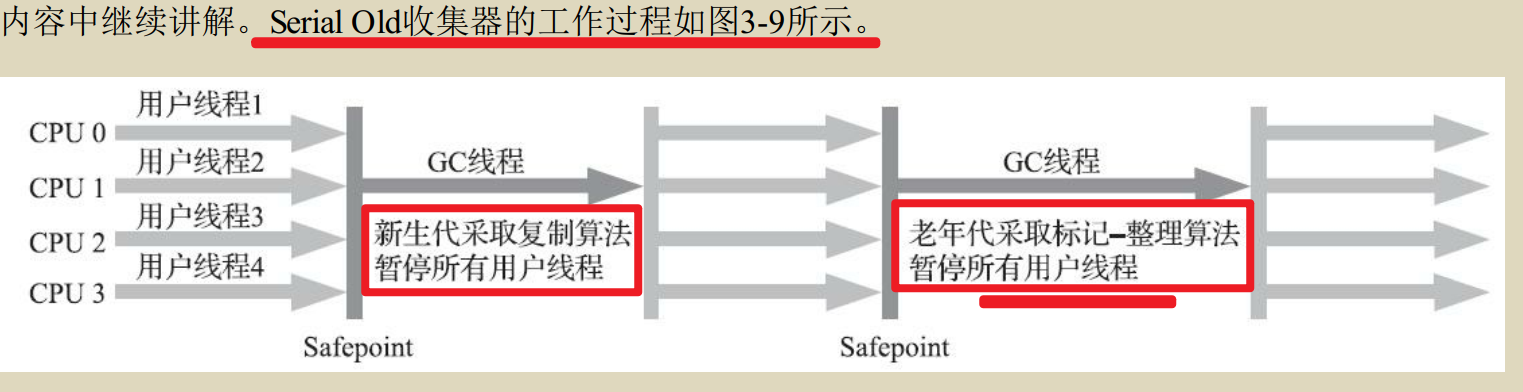 内容中继续讲解。Serial Old收集器的工作过程如图3-9所示。
用户线程1
CPU 0
用户线程2
GC线程
GC线程
CPU 1
用户线程3
新生代采取复制算法
老年代采取标记–整理算法
CPU 2
暂停所有用户线程
暂停所有用户线程
用户线程4
CPU 3
Safepoint
Safepoint